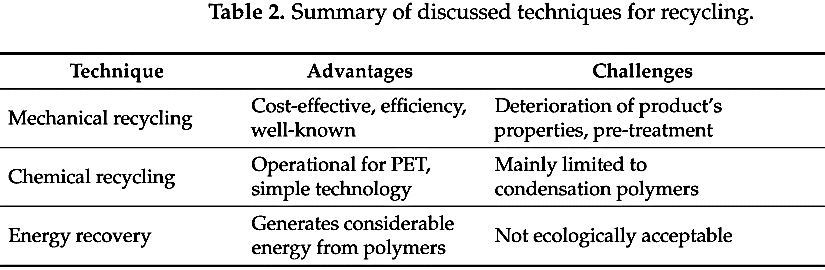 Table 2. Summary of discussed techniques for recycling.
Technique Advantages Challenges
Mechanical recycling
Cost-effective, efficiency,
well-known
Deterioration of product's
properties, pre-treatment
Chemical recycling
Operational for PET,
simple technology
Mainly limited to
condensation polymers
Energy recovery
Generates considerable
energy from polymers
Not ecologically acceptable